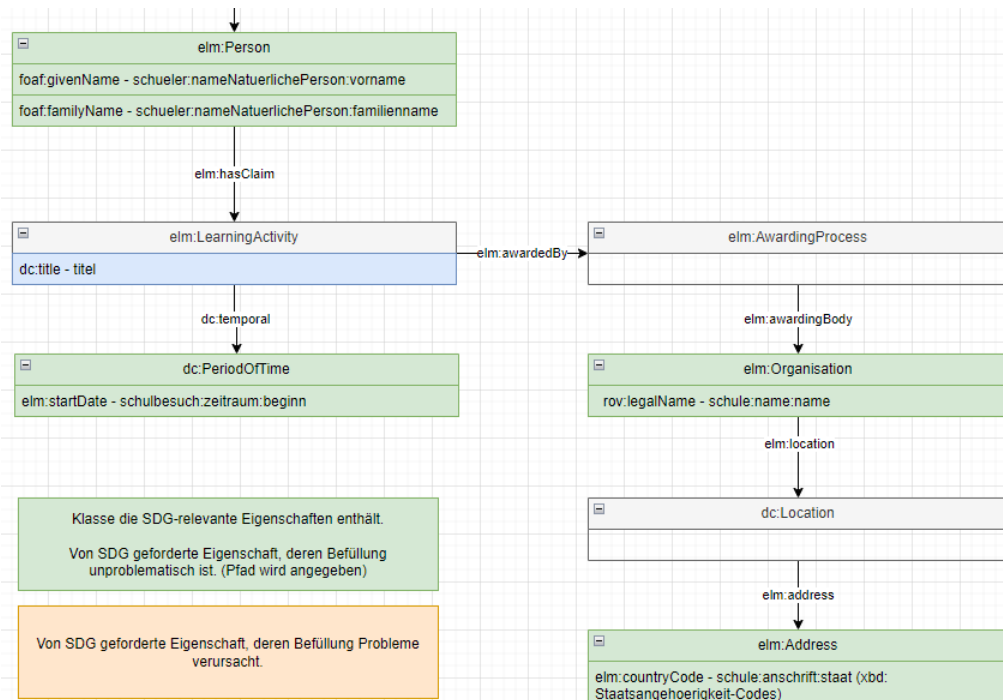 elm:Person
foaf:givenName - schueler:nameNatuerlichePerson:vorname
foaf:familyName - schueler:nameNatuerlichePerson:familienname
elm:hasClaim
elm:LearningActivity
dc:title - titel
elm:awardedBy
elm:AwardingProcess
dc:temporal
elm:awardingBody
dc:PeriodOfTime
elm:startDate - schulbesuch:zeitraum:beginn
elm:Organisation
rov:legalName - schule:name:name
elm:location
dc:Location
elm:address
elm:Address
elm:countryCode - schule:anschrift:staat (xbd:
Staatsangehoerigkeit-Codes)
Klasse die SDG-relevante Eigenschaften enthält.
Von SDG geforderte Eigenschaft, deren Befüllung
unproblematisch ist. (Pfad wird angegeben)
Von SDG geforderte Eigenschaft, deren Befüllung Probleme
verursacht.